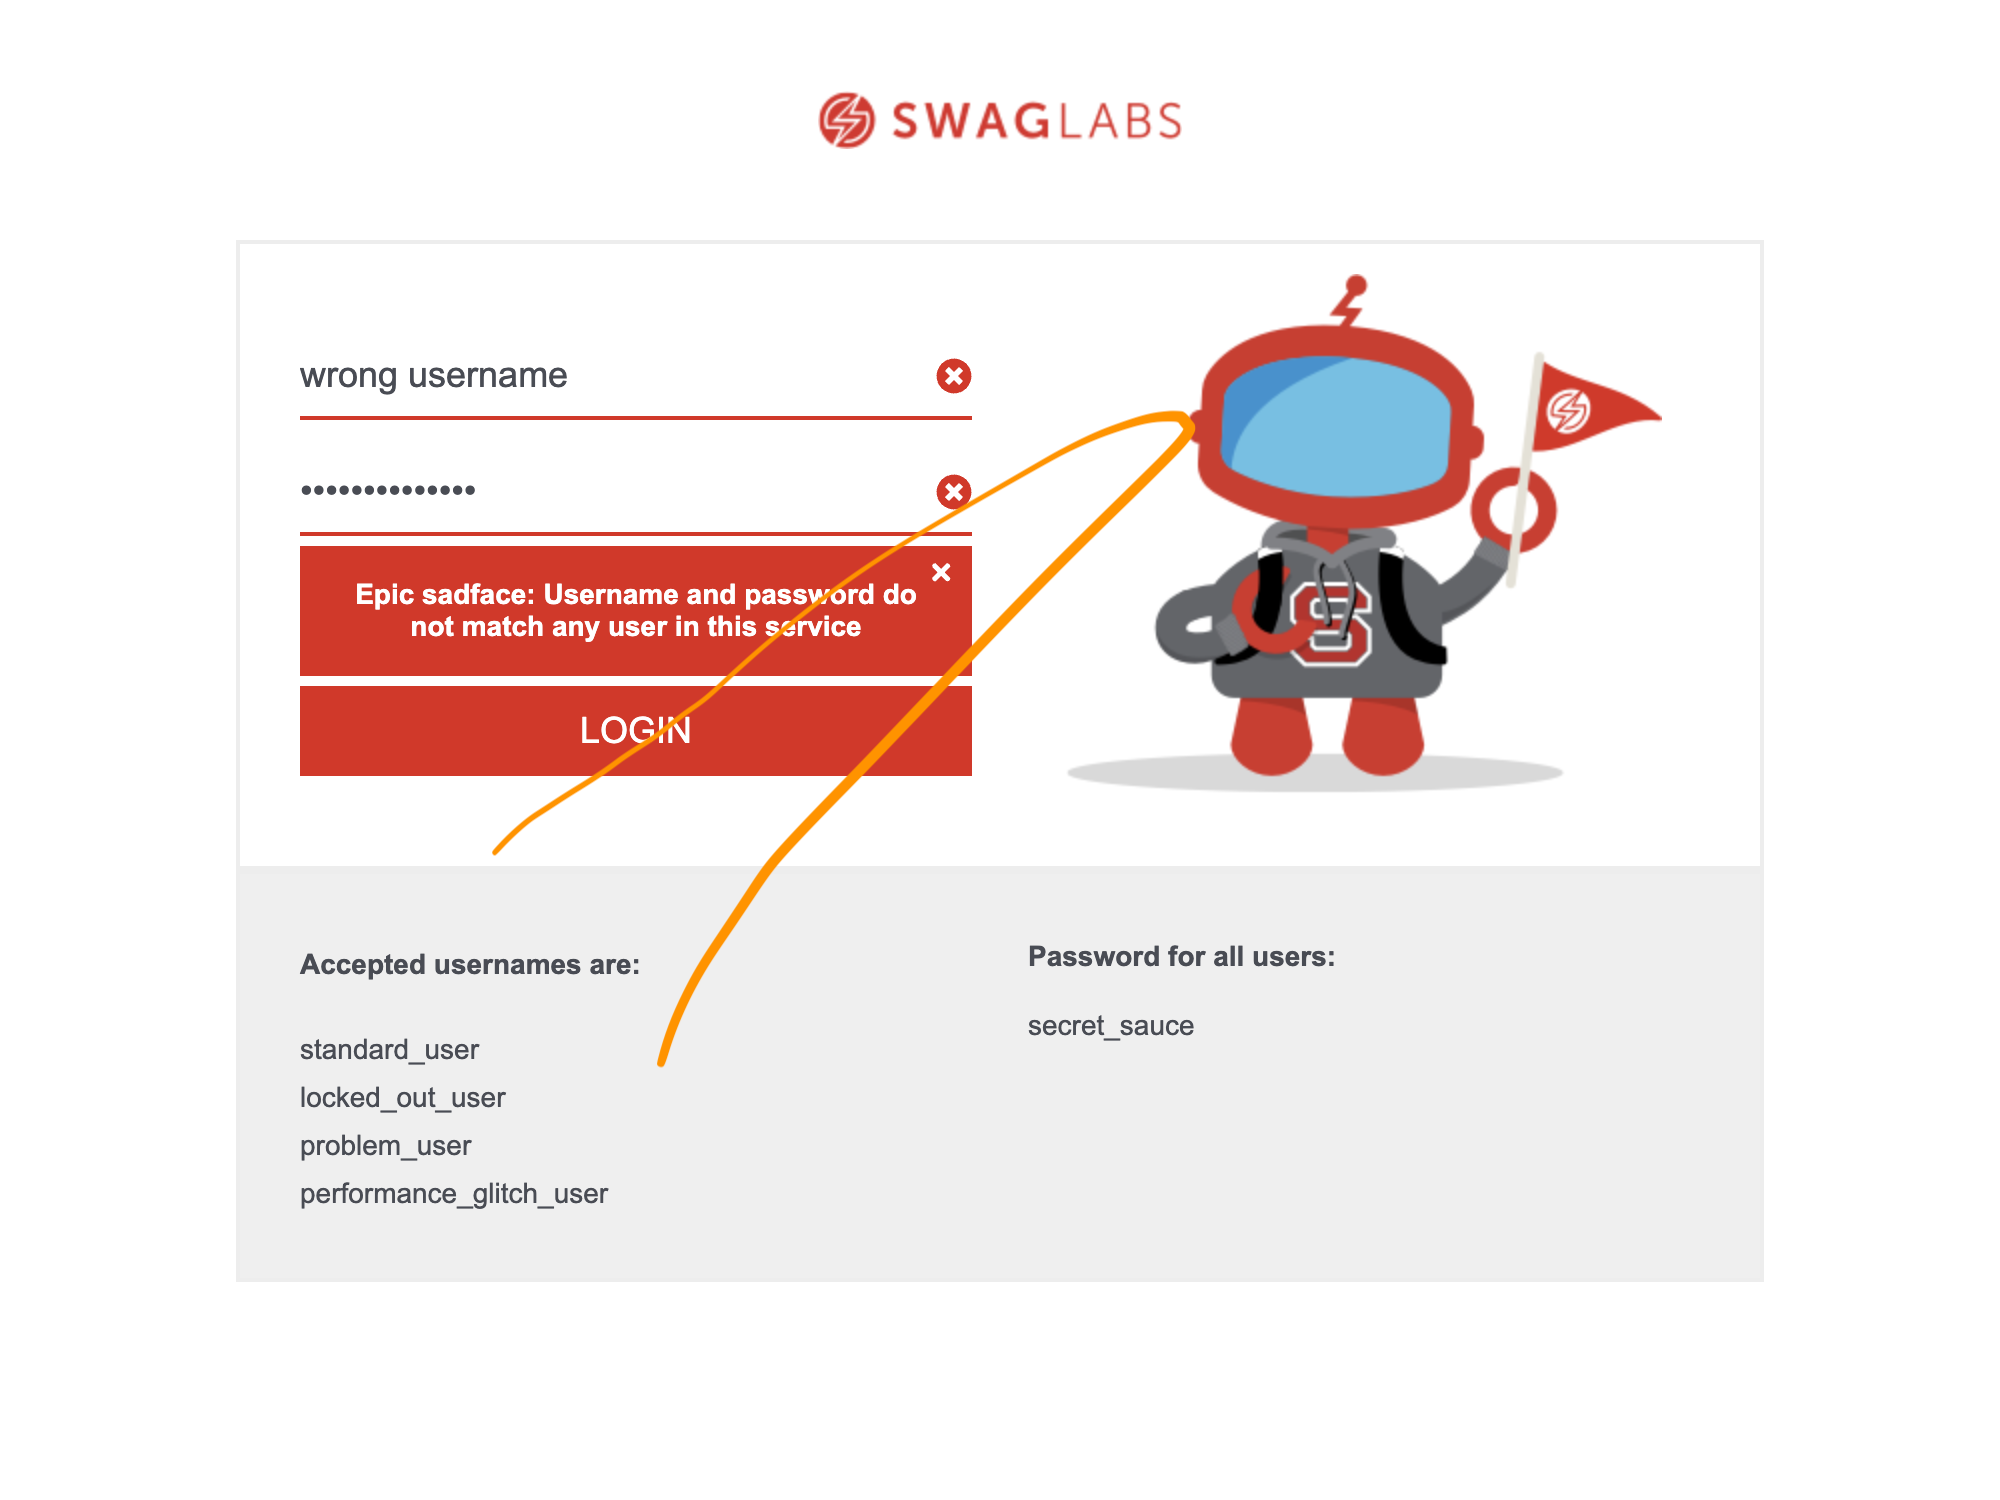 SWAGLABS
wrong username
••••••••••••••
Epic sadface: Username and password do
not match any user in this service
LOGIN
S
Accepted usernames are:
standard_user
locked_out_user
problem_user
performance_glitch_user
Password for all users:
secret_sauce